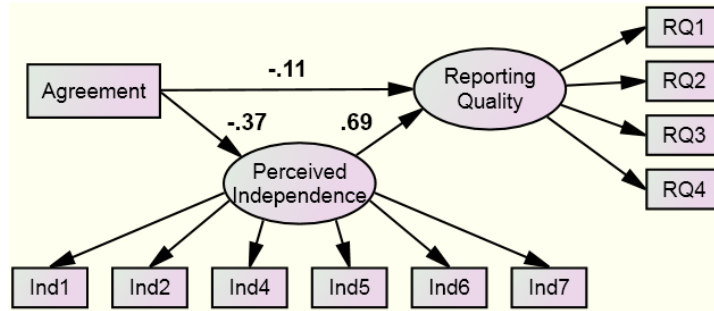 RQ1
-.11
Reporting
Quality
RQ2
Agreement
-.37
.69
RQ3
Perceived
Independence
RQ4
Ind1
Ind2
Ind4
Ind5
Ind6
Ind7